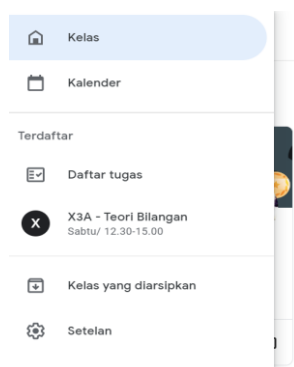 Kelas
Kalender
Terdaftar
Daftar tugas
X
X3A - Teori Bilangan
Sabtu/ 12.30-15.00
Kelas yang diarsipkan
Setelan